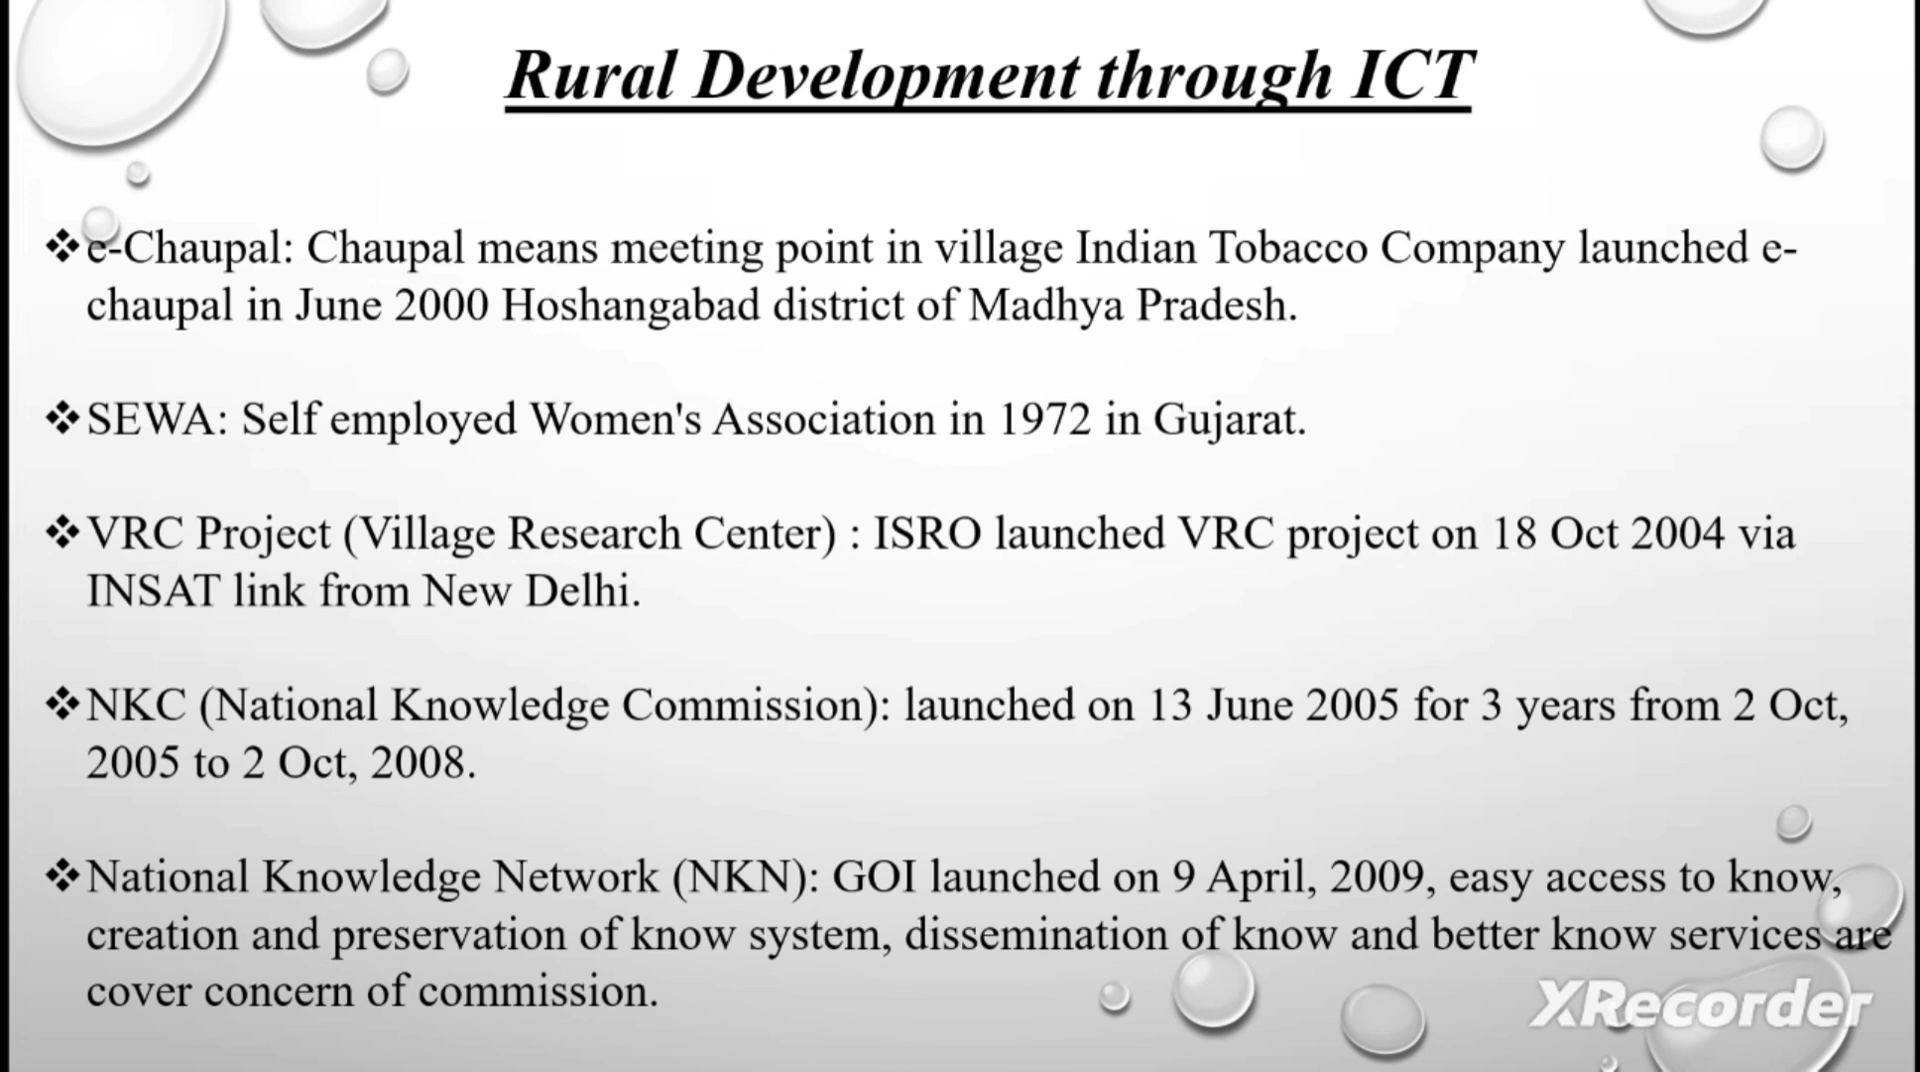 Rural Development through ICT
❖e-Chaupal: Chaupal means meeting point in village Indian Tobacco Company launched e-
chaupal in June 2000 Hoshangabad district of Madhya Pradesh.
❖SEWA: Self employed Women's Association in 1972 in Gujarat.
❖VRC Project (Village Research Center) : ISRO launched VRC project on 18 Oct 2004 via
INSAT link from New Delhi.
❖NKC (National Knowledge Commission): launched on 13 June 2005 for 3 years from 2 Oct,
2005 to 2 Oct, 2008.
❖National Knowledge Network (NKN): GOI launched on 9 April, 2009, easy access to know,
creation and preservation of know system, dissemination of know and better know services are
cover concern of commission.
XRecorder